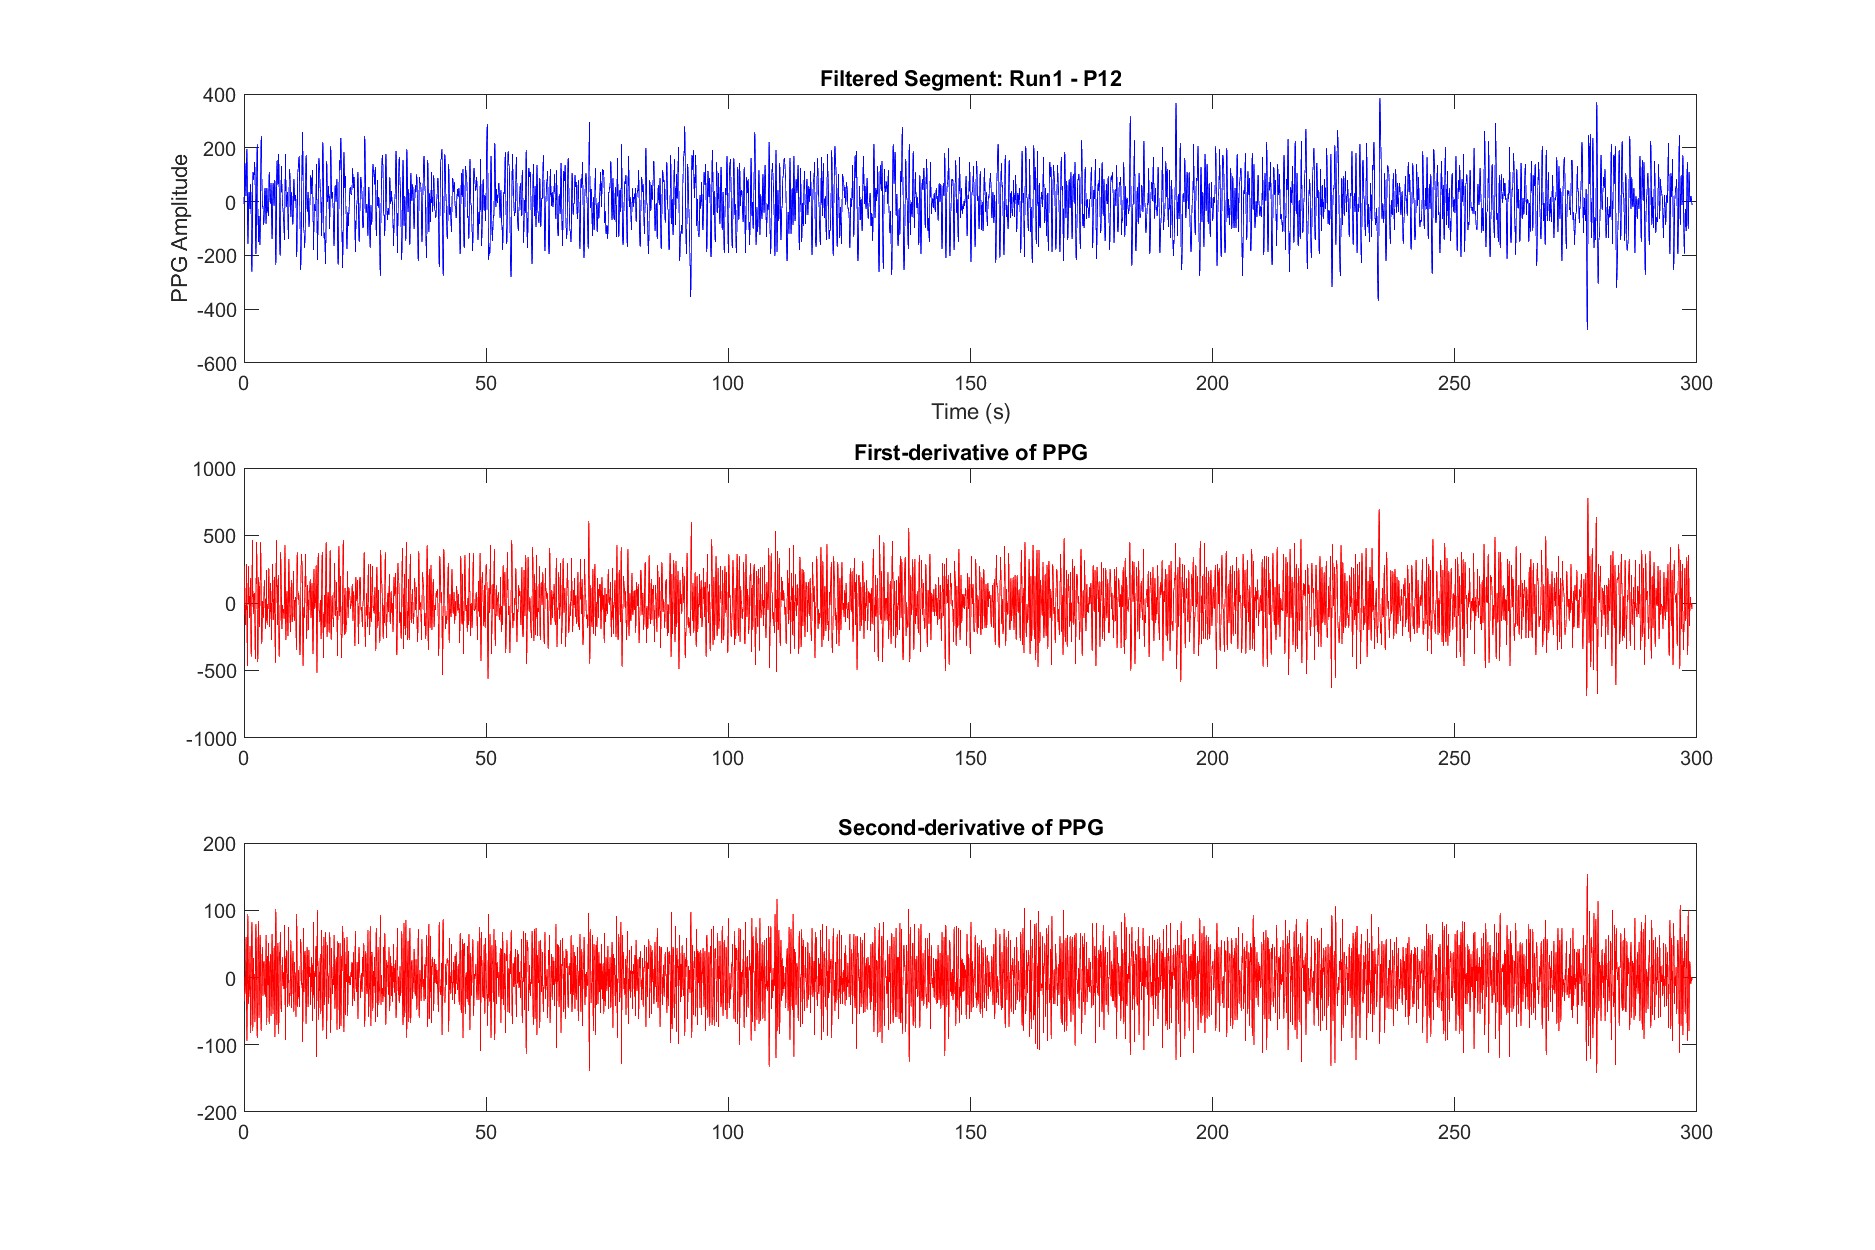 Filtered Segment: Run1 - P12
400
200
0
-200
-400
-600
PPG Amplitude
0 50 100 150 200 250 300
Time (s)
First-derivative of PPG
1000
500
0
-500
-1000
0 50 100 150 200 250 300
Second-derivative of PPG
200
100
0
-100
-200
0 50 100 150 200 250 300